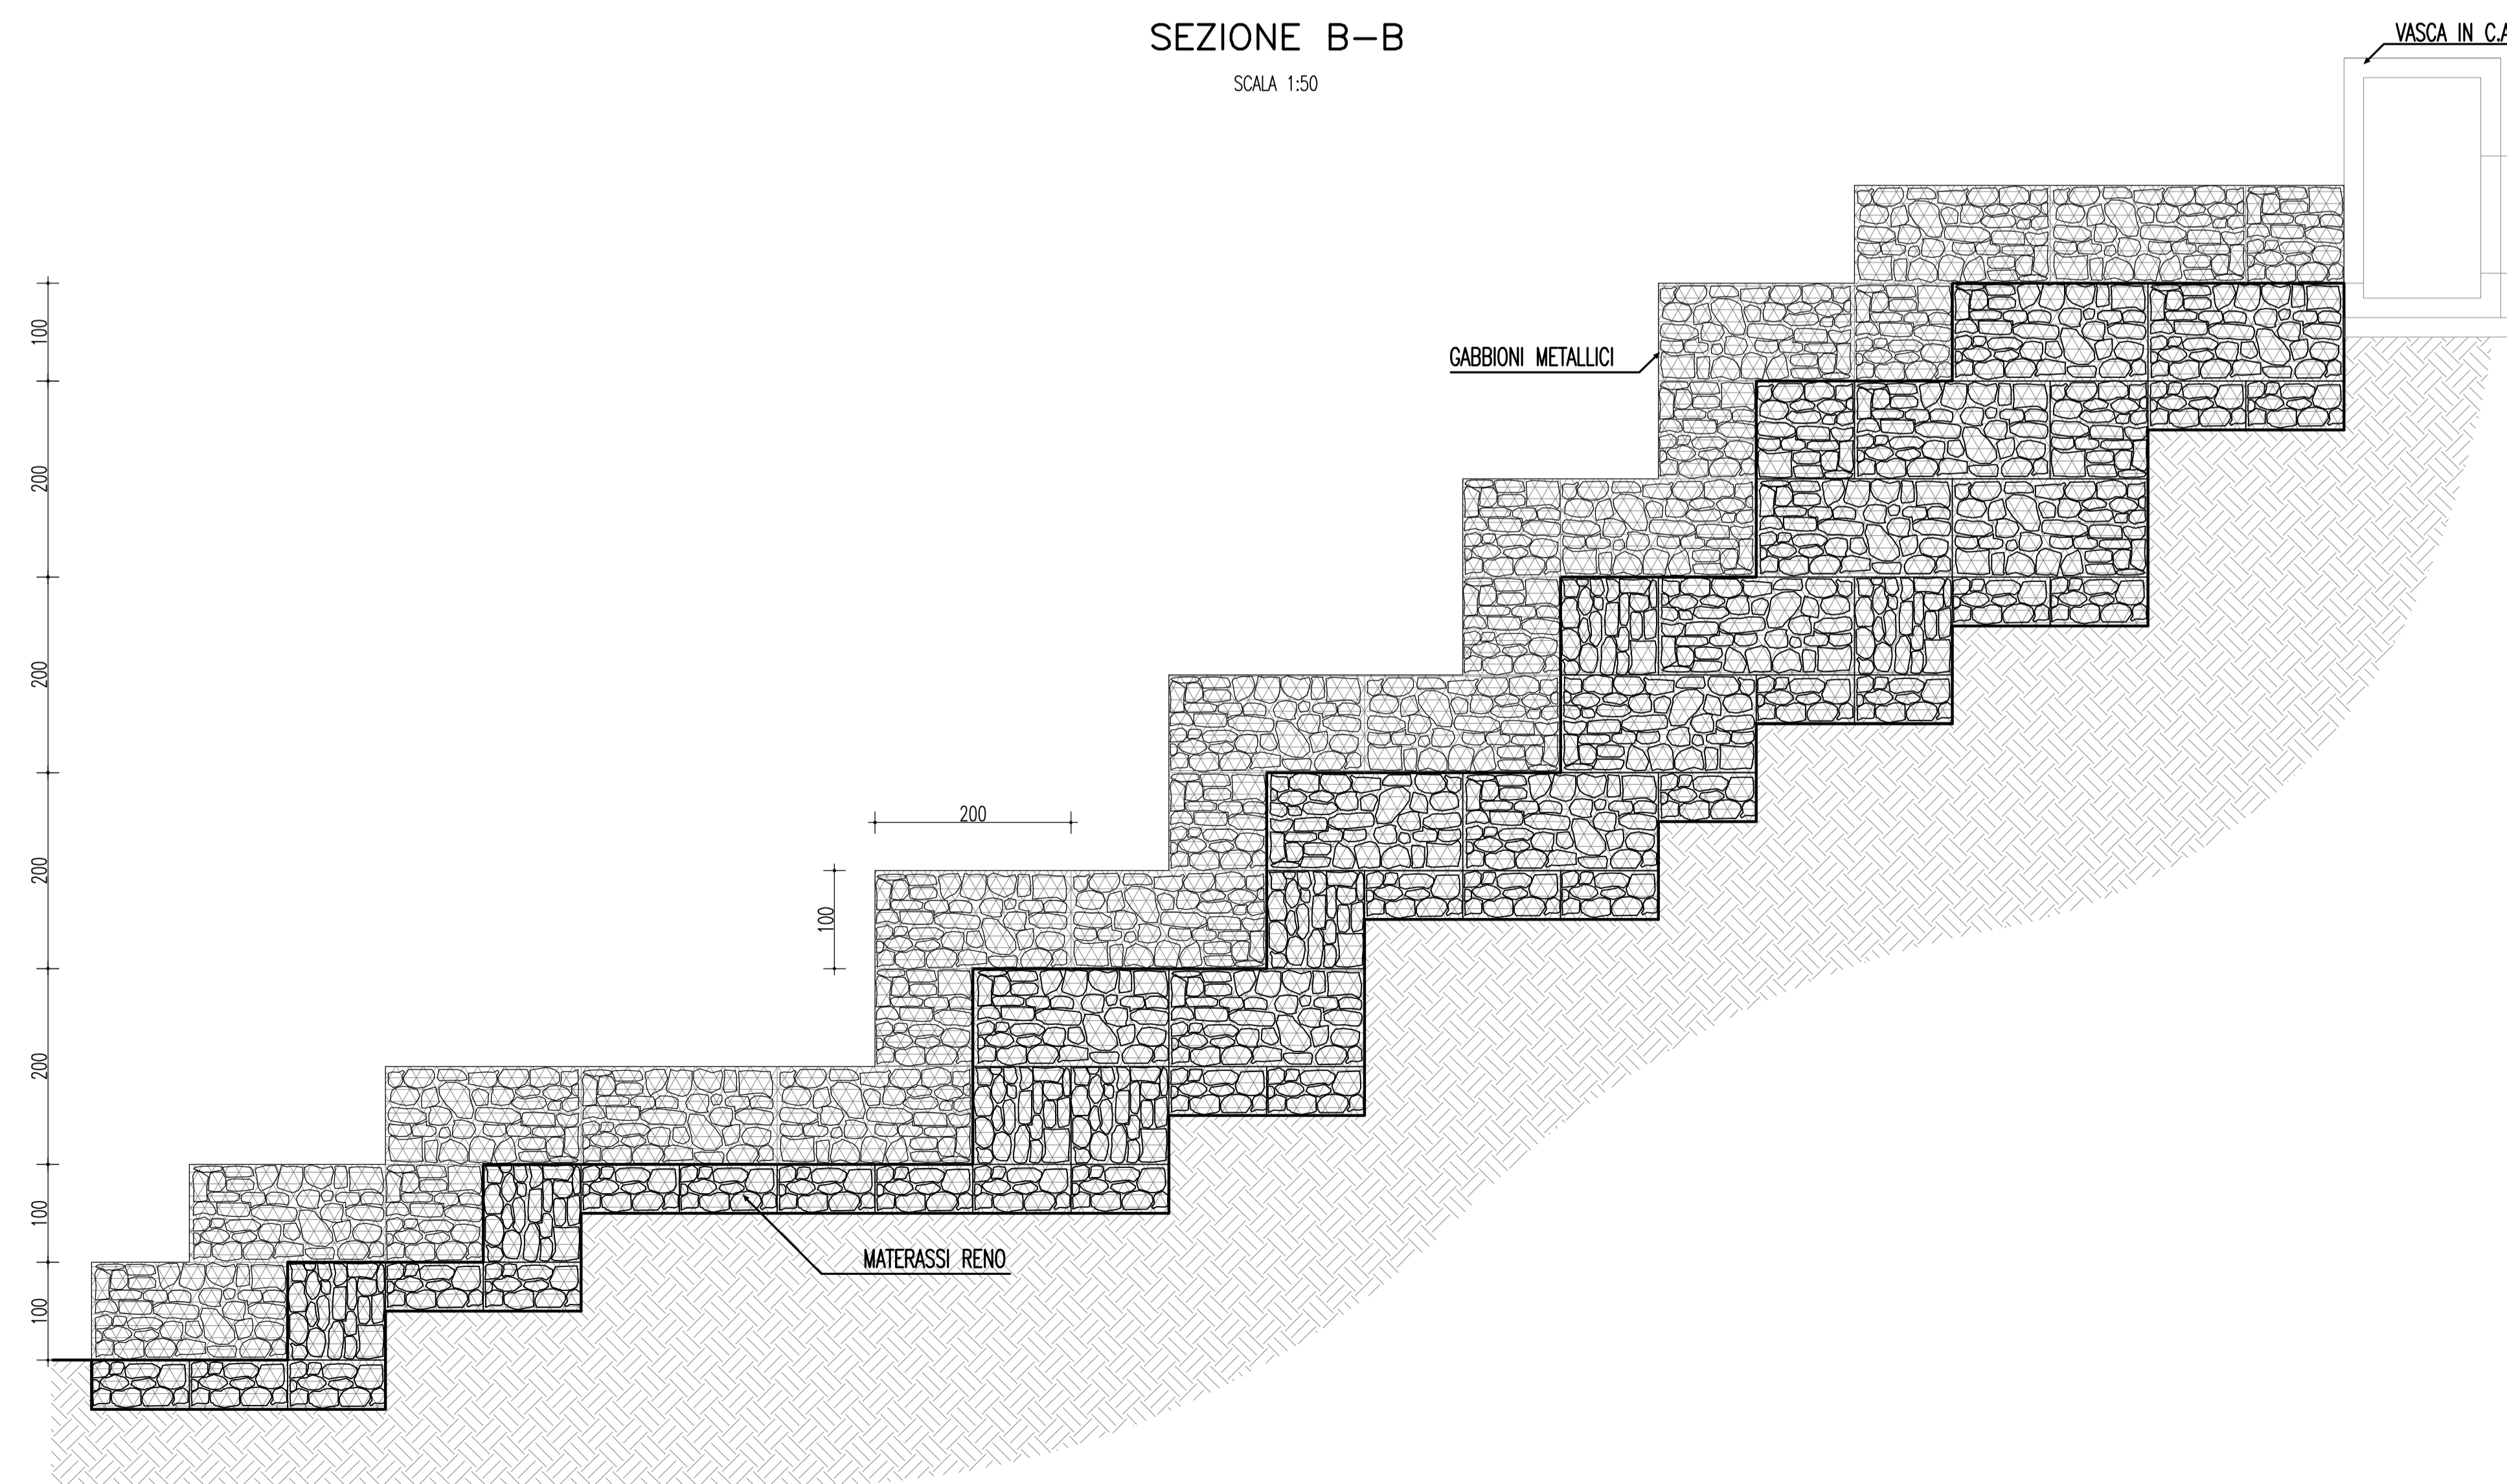 SEZIONE B-B
SCALA 1:50
VASCA IN C.A
GABBIONI METALLICI
100
200
200
200
200
100
100
200
100
MATERASSI RENO